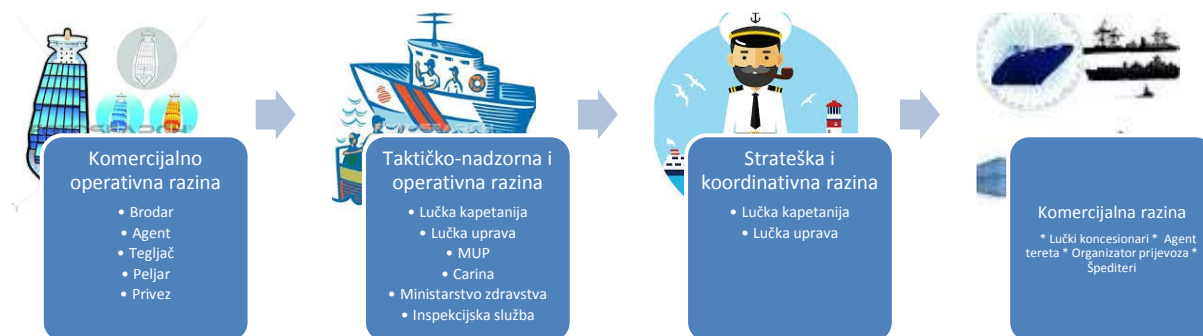 Komercijalno
operativna razina
• Brodar
• Agent
• Tegljač
• Peljar
• Privez
Taktičko-nadzorna i
operativna razina
• Lučka kapetanija
• Lučka uprava
• MUP
• Carina
• Ministarstvo zdravstva
• Inspekcijska služba
Strateška i
koordinativna razina
• Lučka kapetanija
• Lučka uprava
Komercijalna razina
* Lučki koncesionari * Agent
tereta * Organizator prijevoza *
Špediteri